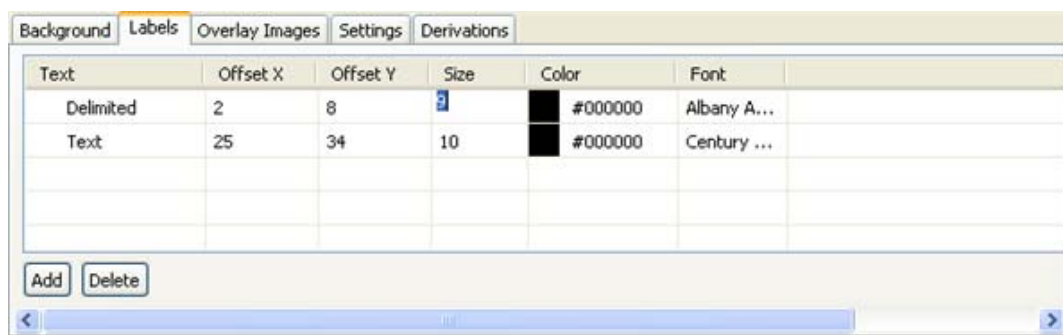 Background Labels Overlay Images Settings Derivations
Text Offset X Offset Y Size Color Font
Delimited 2 8 9 #000000 Albany A...
Text 25 34 10 #000000 Century ...
Add Delete